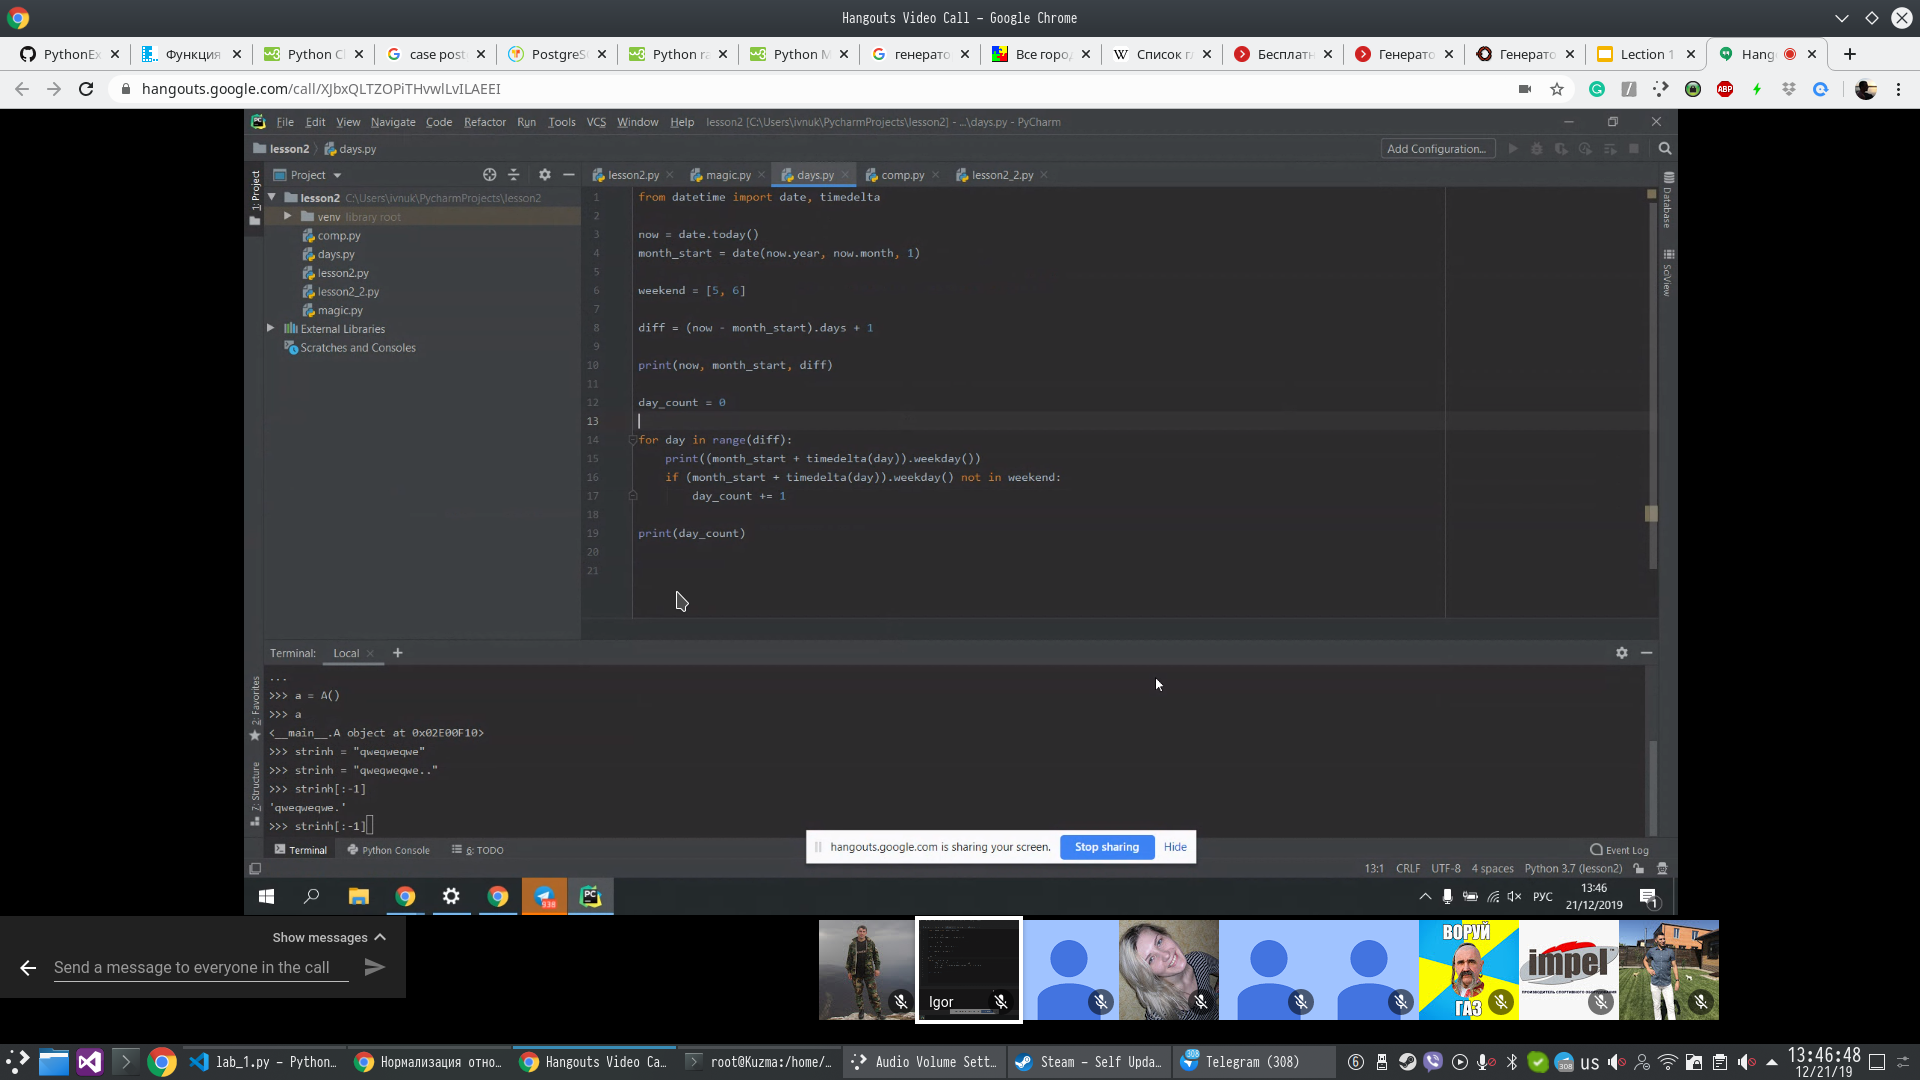 Hangouts Video Call – Google Chrome
PythonEx
Функция
Python C
case post
PostgreS
Python ra
Python M
генерато
Все город
Список г
Бесплатн
Генерато
Генерато
Lection 1
Hang
hangouts.google.com/call/XJbxQLTZOPiTHvwlLvILAEEI
File Edit View Navigate Code Refactor Run Tools VCS Window Help lesson2 [C:\Users\ivnuk\PycharmProjects\lesson2] - ...\days.py - PyCharm
lesson2 days.py
Add Configuration...
Project
lesson2.py magic.py days.py comp.py lesson2_2.py
1: Project
lesson2 C:\Users\ivnuk\PycharmProjects\lesson2
venv library root
comp.py
days.py
lesson2.py
lesson2_2.py
magic.py
External Libraries
Scratches and Consoles
1 from datetime import date, timedelta
2
3 now = date.today()
4 month_start = date(now.year, now.month, 1)
5
6 weekend = [5, 6]
7
8 diff = (now - month_start).days + 1
9
10 print(now, month_start, diff)
11
12 day_count = 0
13
14 for day in range(diff):
15 print((month_start + timedelta(day)).weekday())
16 if (month_start + timedelta(day)).weekday() not in weekend:
17 day_count += 1
18
19 print(day_count)
20
21
Database
SciView
Terminal: Local +
2: Favorites
7: Structure
...
>>> a = A()
>>> a
<__main__.A object at 0x02E00F10>
>>> strinh = "qweqweqwe"
>>> strinh = "qweqweqwe.."
>>> strinh[:-1]
'qweqweqwe.'
>>> strinh[:-1]
hangouts.google.com is sharing your screen. Stop sharing Hide
Terminal Python Console 6: TODO
Event Log
13:1 CRLF UTF-8 4 spaces Python 3.7 (lesson2)
938
PC
РУС
13:46
21/12/2019
1
Show messages
Send a message to everyone in the call
Igor
ВОРУЙ
ГАЗ
impel
ПРОИЗВОДИТЕЛЬ СПОРТИВНОГО ОБОРУДОВАНИЯ
lab_1.py – Python...
Нормализация отно...
Hangouts Video Ca...
root@Kuzma:/home/...
Audio Volume Sett...
Steam – Self Upda...
308
Telegram (308)
308
us
13:46:48
12/21/19